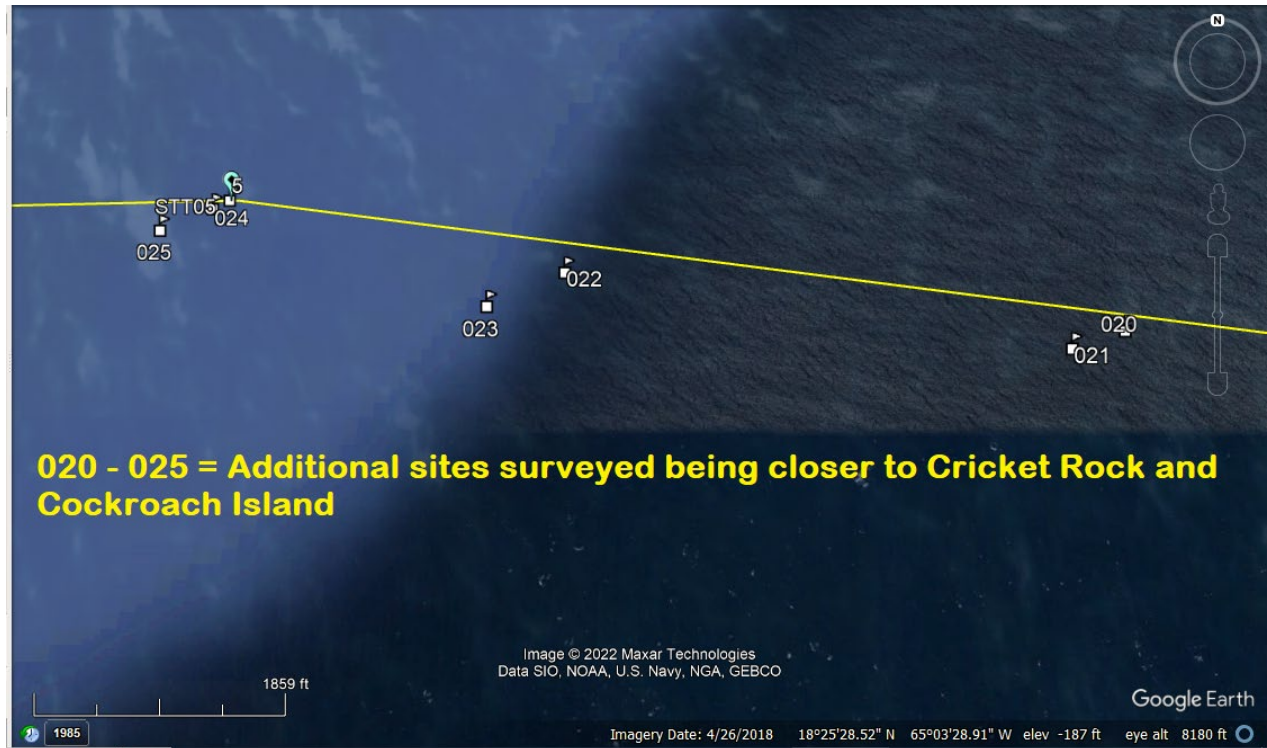 N
5
STT05
024
025
022
023
020
021
020 - 025 = Additional sites surveyed being closer to Cricket Rock and
Cockroach Island
Image © 2022 Maxar Technologies
Data SIO, NOAA, U.S. Navy, NGA, GEBCO
1859 ft
Google Earth
1985
Imagery Date: 4/26/2018 18°25'28.52" N 65°03'28.91" W elev -187 ft eye alt 8180 ft